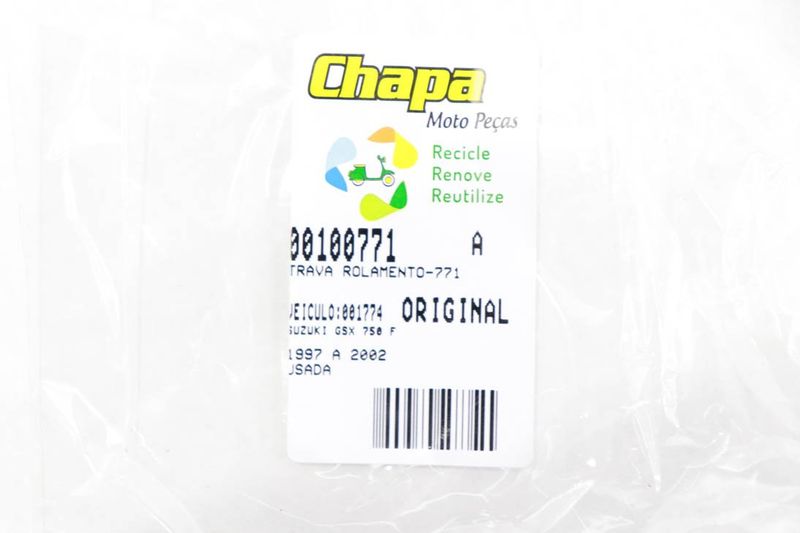 Chapa
Moto Peças
Recicle
Renove
Reutilize
00100771 A
TRAVA ROLAMENTO-771
VEICULO:001774 ORIGINAL
SUZUKI GSX 750 F
1997 A 2002
USADA